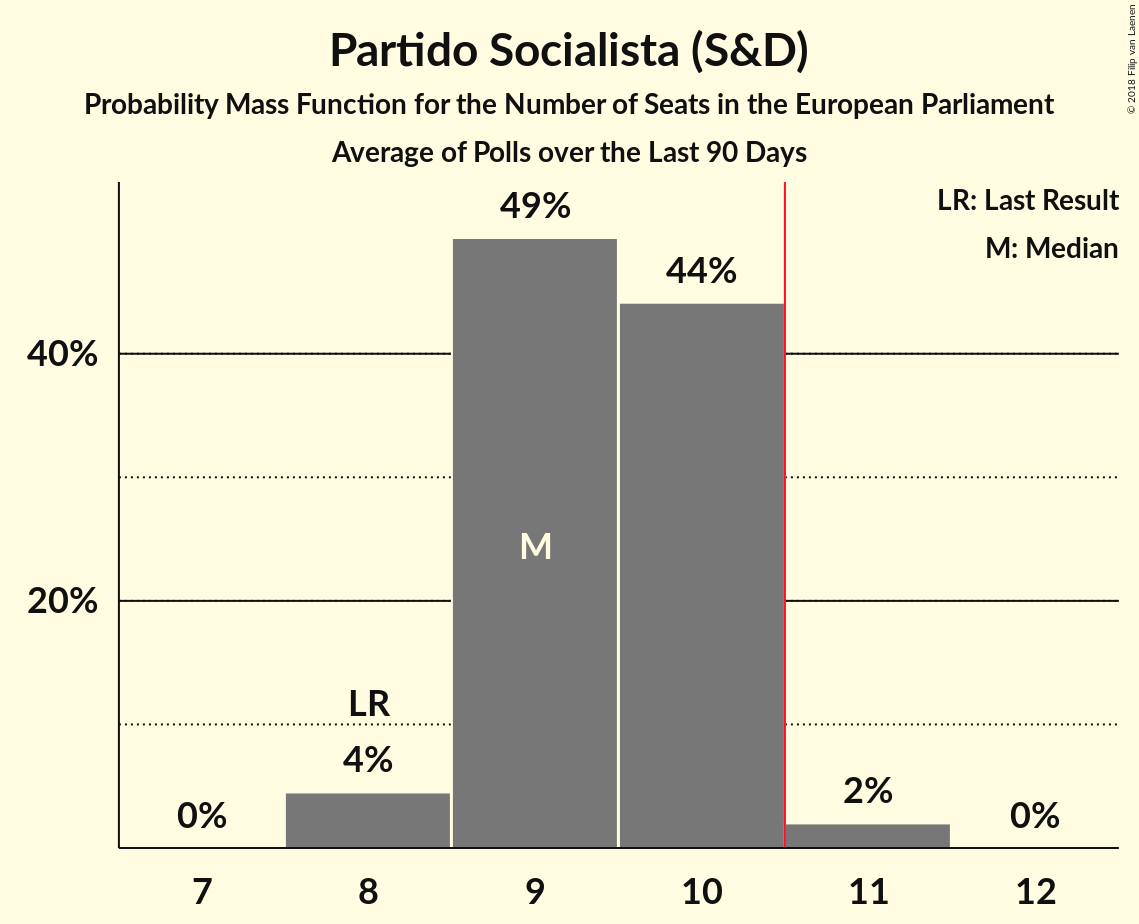 Partido Socialista (S&D)
Probability Mass Function for the Number of Seats in the European Parliament
Average of Polls over the Last 90 Days
© 2018 Filip van Laenen
LR: Last Result
M: Median
49%
44%
40%
M
20%
LR
4%
2%
0%
0%
7 8 9 10 11 12